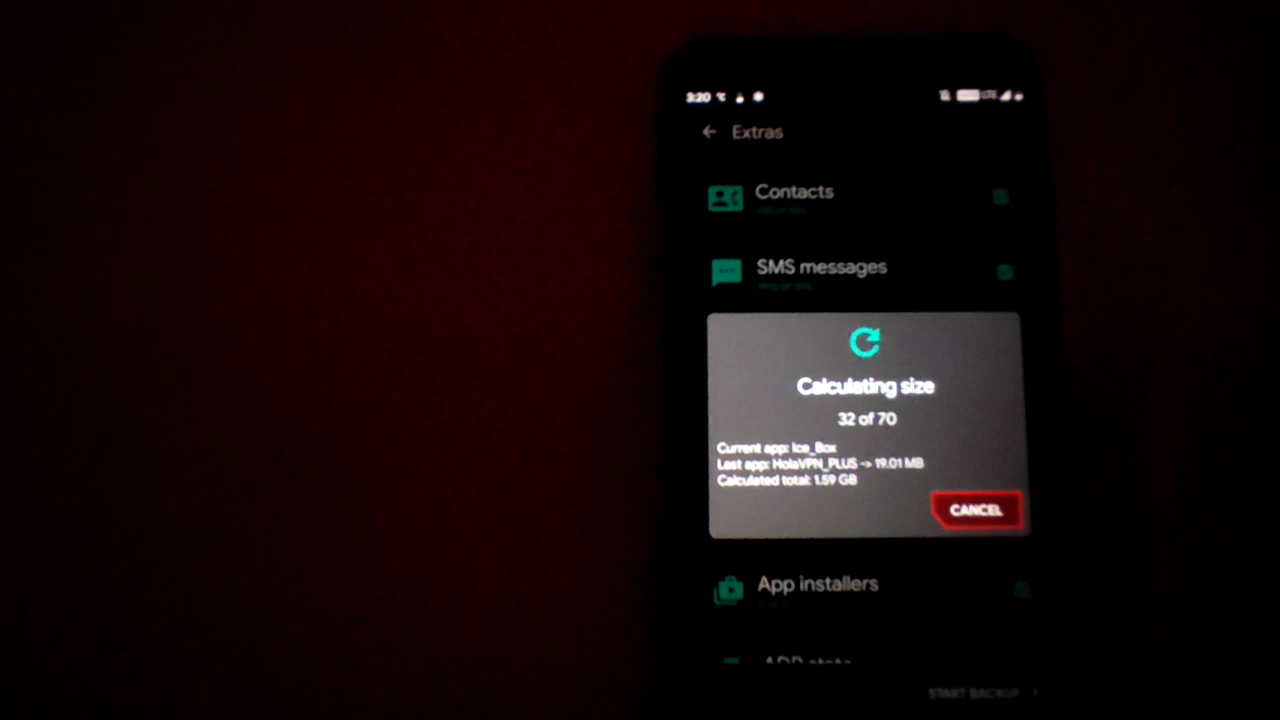 3:20
Extras
Contacts
SMS messages
Calculating size
32 of 70
Current app: Ice_Box
Last app: HolaVPN_PLUS -> 19.01 MB
Calculated total: 1.59 GB
CANCEL
App installers
START BACKUP